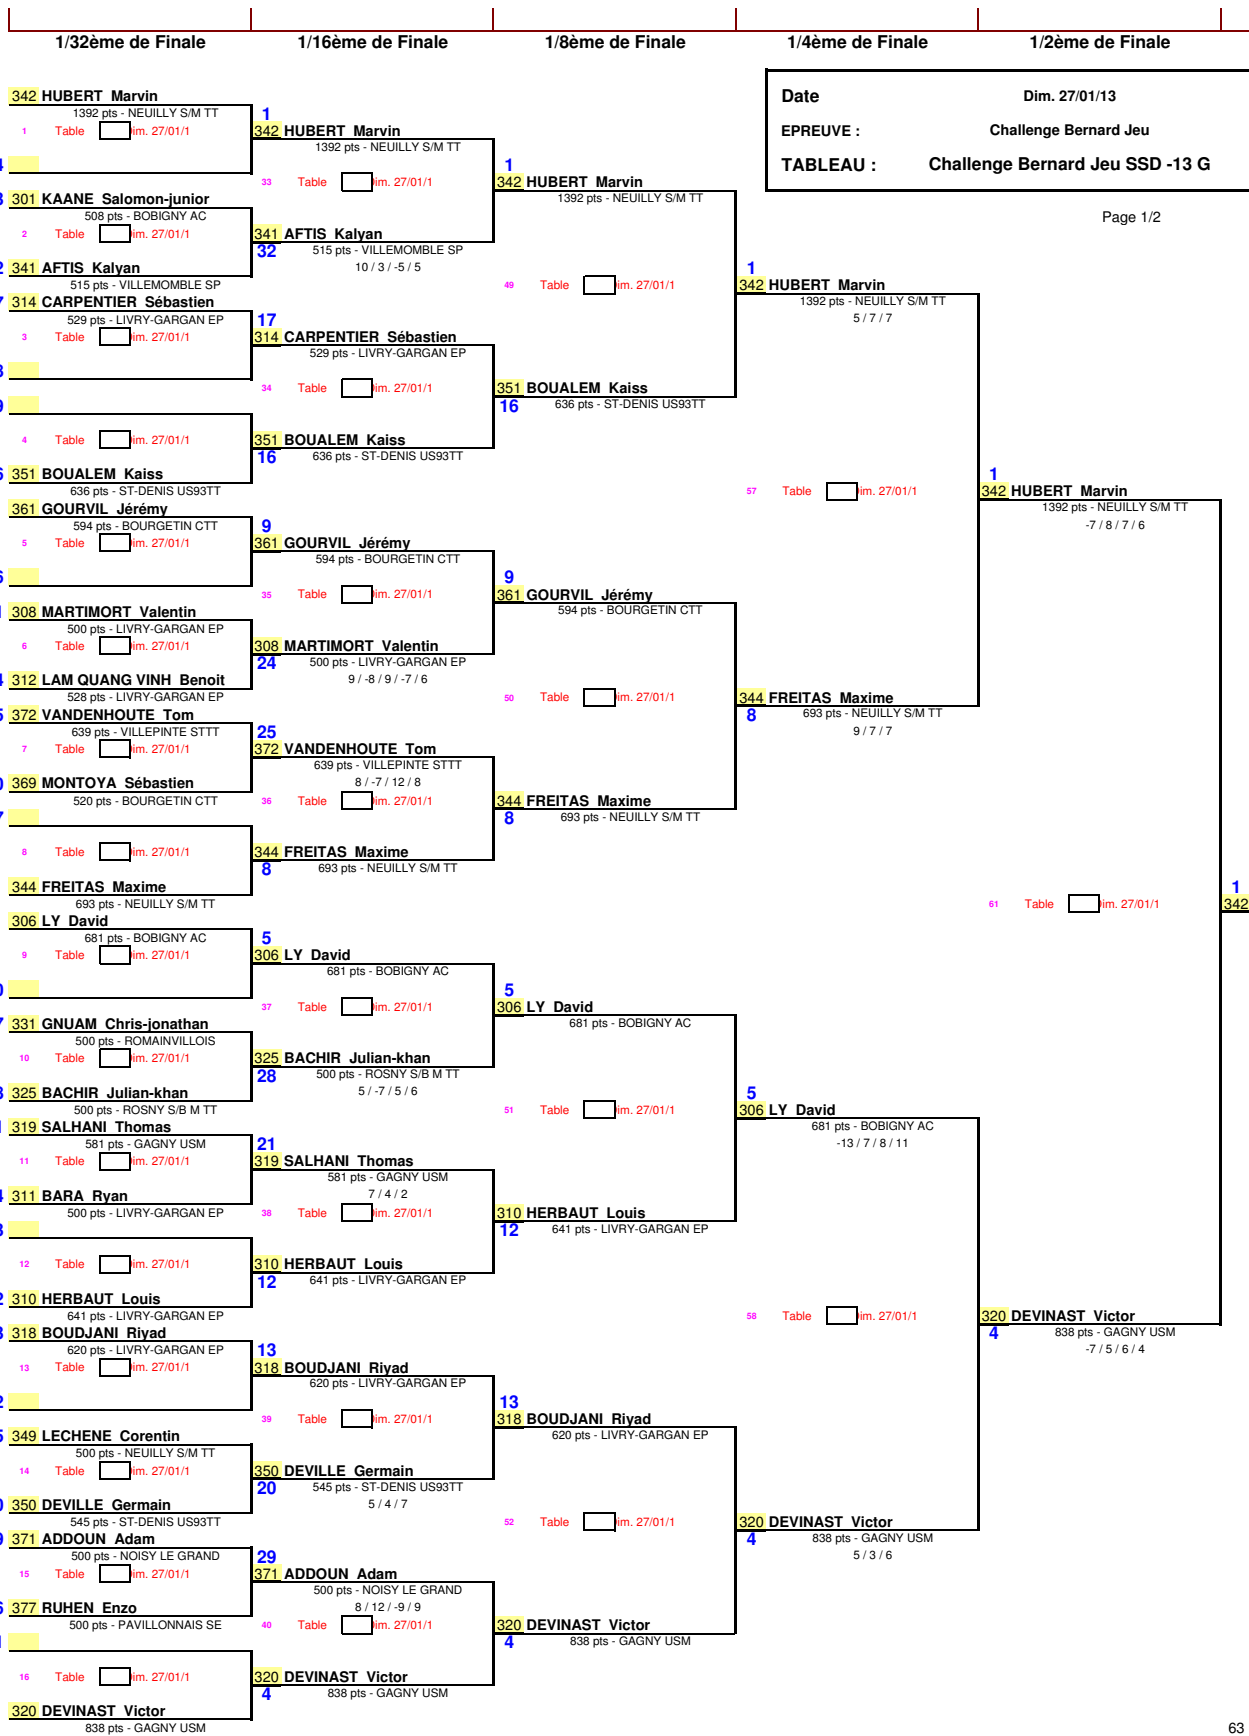 1/32ème de Finale
1/16ème de Finale
1/8ème de Finale
1/4ème de Finale
1/2ème de Finale
Date Dim. 27/01/13
EPREUVE : Challenge Bernard Jeu
TABLEAU : Challenge Bernard Jeu SSD -13 G
Page 1/2
342 HUBERT Marvin
1392 pts - NEUILLY S/M TT
1 Table im. 27/01/1
301 KAANE Salomon-junior
508 pts - BOBIGNY AC
2 Table im. 27/01/1
341 AFTIS Kalyan
515 pts - VILLEMOMBLE SP
314 CARPENTIER Sébastien
529 pts - LIVRY-GARGAN EP
3 Table im. 27/01/1
4 Table im. 27/01/1
351 BOUALEM Kaiss
636 pts - ST-DENIS US93TT
361 GOURVIL Jérémy
594 pts - BOURGETIN CTT
5 Table im. 27/01/1
308 MARTIMORT Valentin
500 pts - LIVRY-GARGAN EP
6 Table im. 27/01/1
312 LAM QUANG VINH Benoit
528 pts - LIVRY-GARGAN EP
372 VANDENHOUTE Tom
639 pts - VILLEPINTE STTT
7 Table im. 27/01/1
369 MONTOYA Sébastien
520 pts - BOURGETIN CTT
8 Table im. 27/01/1
344 FREITAS Maxime
693 pts - NEUILLY S/M TT
306 LY David
681 pts - BOBIGNY AC
9 Table im. 27/01/1
331 GNUAM Chris-jonathan
500 pts - ROMAINVILLOIS
10 Table im. 27/01/1
325 BACHIR Julian-khan
500 pts - ROSNY S/B M TT
319 SALHANI Thomas
581 pts - GAGNY USM
11 Table im. 27/01/1
311 BARA Ryan
500 pts - LIVRY-GARGAN EP
12 Table im. 27/01/1
310 HERBAUT Louis
641 pts - LIVRY-GARGAN EP
318 BOUDJANI Riyad
620 pts - LIVRY-GARGAN EP
13 Table im. 27/01/1
349 LECHENE Corentin
500 pts - NEUILLY S/M TT
14 Table im. 27/01/1
350 DEVILLE Germain
545 pts - ST-DENIS US93TT
371 ADDOUN Adam
500 pts - NOISY LE GRAND
15 Table im. 27/01/1
377 RUHEN Enzo
500 pts - PAVILLONNAIS SE
16 Table im. 27/01/1
320 DEVINAST Victor
838 pts - GAGNY USM
1
342 HUBERT Marvin
1392 pts - NEUILLY S/M TT
33 Table im. 27/01/1
341 AFTIS Kalyan
32 515 pts - VILLEMOMBLE SP
10 / 3 / -5 / 5
17
314 CARPENTIER Sébastien
529 pts - LIVRY-GARGAN EP
34 Table im. 27/01/1
351 BOUALEM Kaiss
16 636 pts - ST-DENIS US93TT
9
361 GOURVIL Jérémy
594 pts - BOURGETIN CTT
35 Table im. 27/01/1
308 MARTIMORT Valentin
24 500 pts - LIVRY-GARGAN EP
9 / -8 / 9 / -7 / 6
25
372 VANDENHOUTE Tom
639 pts - VILLEPINTE STTT
8 / -7 / 12 / 8
36 Table im. 27/01/1
344 FREITAS Maxime
8 693 pts - NEUILLY S/M TT
5
306 LY David
681 pts - BOBIGNY AC
37 Table im. 27/01/1
325 BACHIR Julian-khan
28 500 pts - ROSNY S/B M TT
5 / -7 / 5 / 6
21
319 SALHANI Thomas
581 pts - GAGNY USM
7 / 4 / 2
38 Table im. 27/01/1
310 HERBAUT Louis
12 641 pts - LIVRY-GARGAN EP
13
318 BOUDJANI Riyad
620 pts - LIVRY-GARGAN EP
39 Table im. 27/01/1
350 DEVILLE Germain
20 545 pts - ST-DENIS US93TT
5 / 4 / 7
29
371 ADDOUN Adam
500 pts - NOISY LE GRAND
8 / 12 / -9 / 9
40 Table im. 27/01/1
320 DEVINAST Victor
4 838 pts - GAGNY USM
1
342 HUBERT Marvin
1392 pts - NEUILLY S/M TT
49 Table im. 27/01/1
351 BOUALEM Kaiss
16 636 pts - ST-DENIS US93TT
9
361 GOURVIL Jérémy
594 pts - BOURGETIN CTT
50 Table im. 27/01/1
344 FREITAS Maxime
8 693 pts - NEUILLY S/M TT
5
306 LY David
681 pts - BOBIGNY AC
51 Table im. 27/01/1
310 HERBAUT Louis
12 641 pts - LIVRY-GARGAN EP
13
318 BOUDJANI Riyad
620 pts - LIVRY-GARGAN EP
52 Table im. 27/01/1
320 DEVINAST Victor
4 838 pts - GAGNY USM
1
342 HUBERT Marvin
1392 pts - NEUILLY S/M TT
5 / 7 / 7
57 Table im. 27/01/1
344 FREITAS Maxime
8 693 pts - NEUILLY S/M TT
9 / 7 / 7
5
306 LY David
681 pts - BOBIGNY AC
-13 / 7 / 8 / 11
58 Table im. 27/01/1
320 DEVINAST Victor
4 838 pts - GAGNY USM
5 / 3 / 6
1
342 HUBERT Marvin
1392 pts - NEUILLY S/M TT
-7 / 8 / 7 / 6
61 Table im. 27/01/1
320 DEVINAST Victor
4 838 pts - GAGNY USM
-7 / 5 / 6 / 4
1
342
63